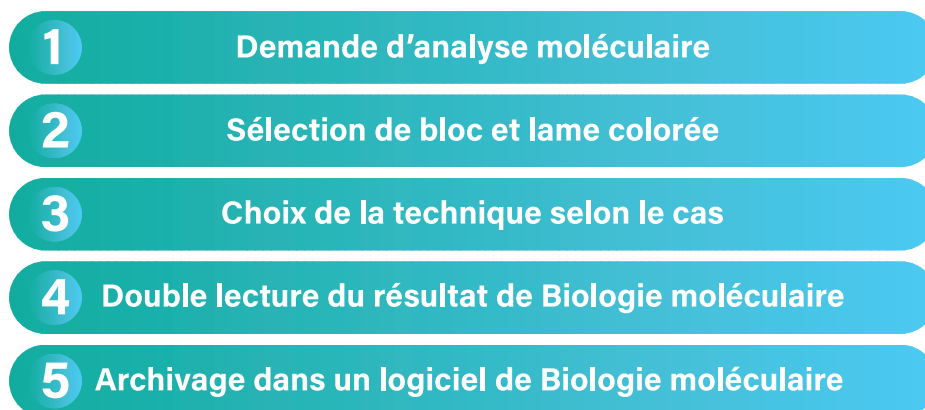 1 Demande d'analyse moléculaire
2 Sélection de bloc et lame colorée
3 Choix de la technique selon le cas
4 Double lecture du résultat de Biologie moléculaire
5 Archivage dans un logiciel de Biologie moléculaire